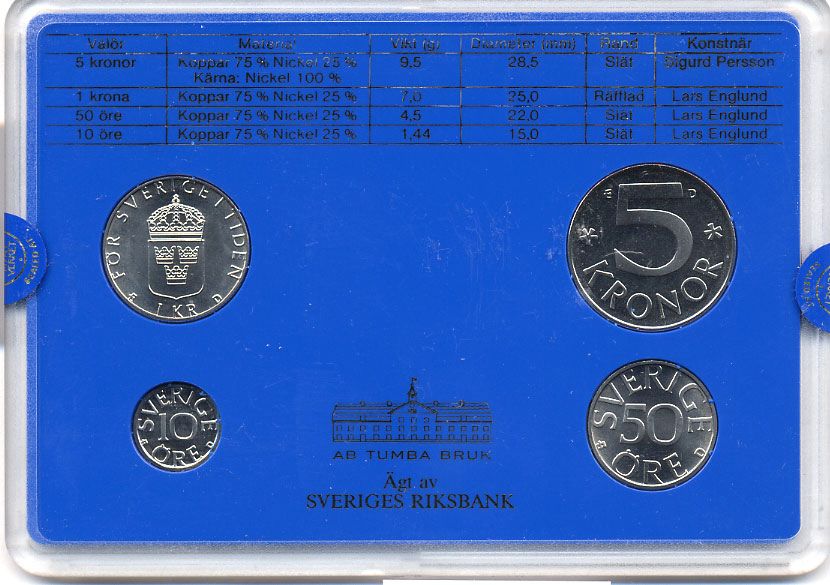 Valör Material Vikt (g) Diameter (mm) Rand Konstnär
5 kronor Koppar 75 % Nickel 25 % 9,5 28,5 Slät Sigurd Persson
Kärna: Nickel 100 %
1 krona Koppar 75 % Nickel 25 % 7,0 25,0 Räfflad Lars Englund
50 öre Koppar 75 % Nickel 25 % 4,5 22,0 Slät Lars Englund
10 öre Koppar 75 % Nickel 25 % 1,44 15,0 Slät Lars Englund
FÖR SVERIGE I TIDEN
1 KR D
D
5
KRONOR
SVERIGE
10
ÖRE
D
SVERIGE
50
ÖRE
D
AB TUMBA BRUK
Ägt av
SVERIGES RIKSBANK
SEALED AT
SEALED AT